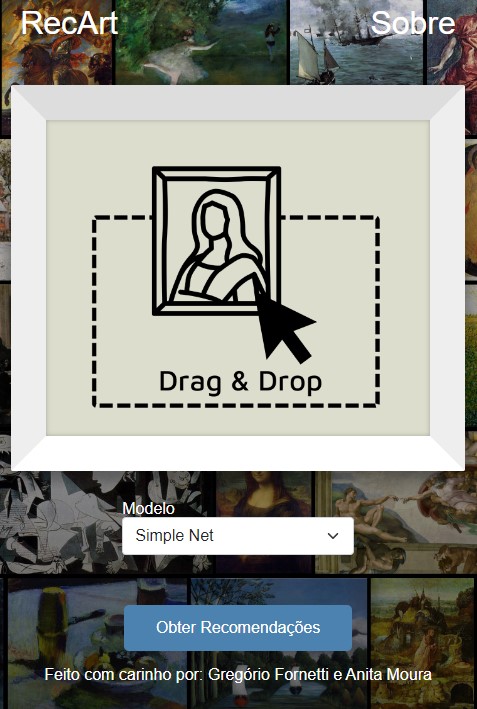 RecArt
Sobre
Drag & Drop
Modelo
Simple Net
Obter Recomendações
Feito com carinho por: Gregório Fornetti e Anita Moura